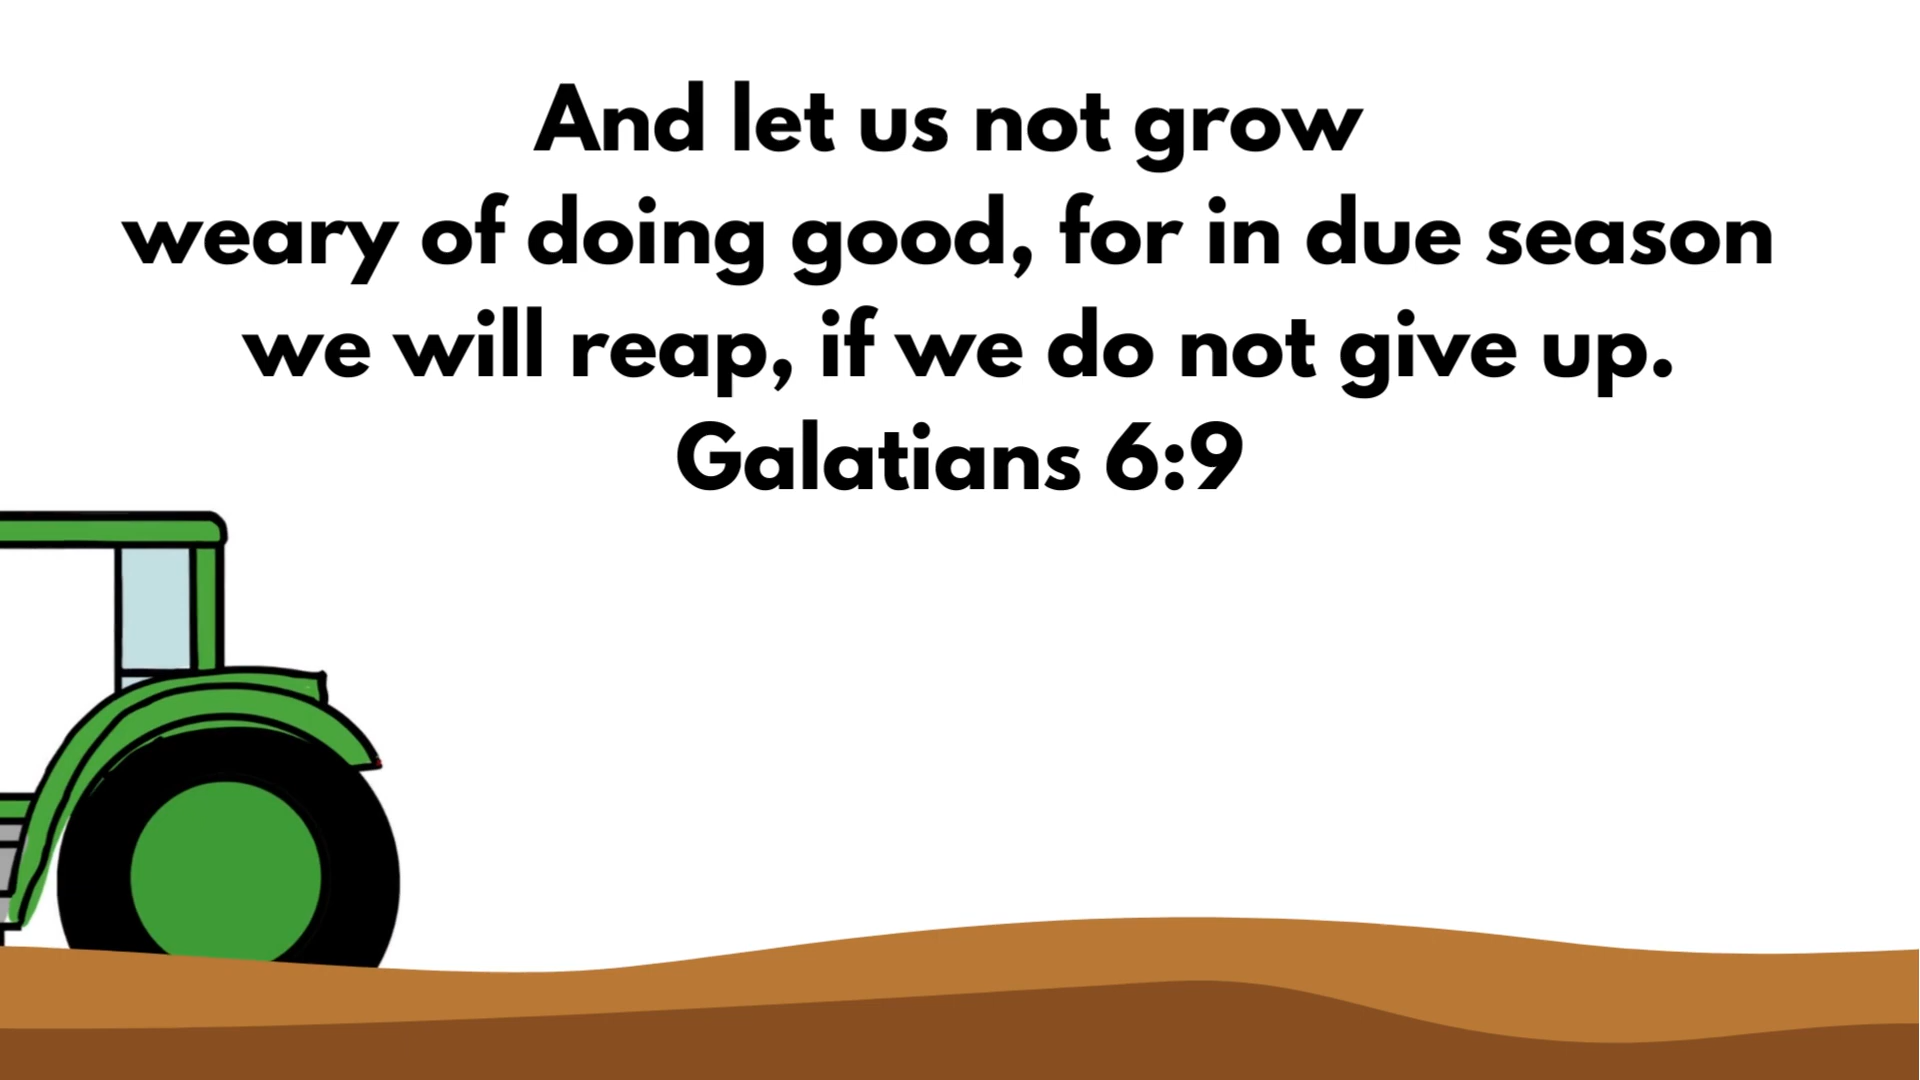 And let us not grow
weary of doing good, for in due season
we will reap, if we do not give up.
Galatians 6:9